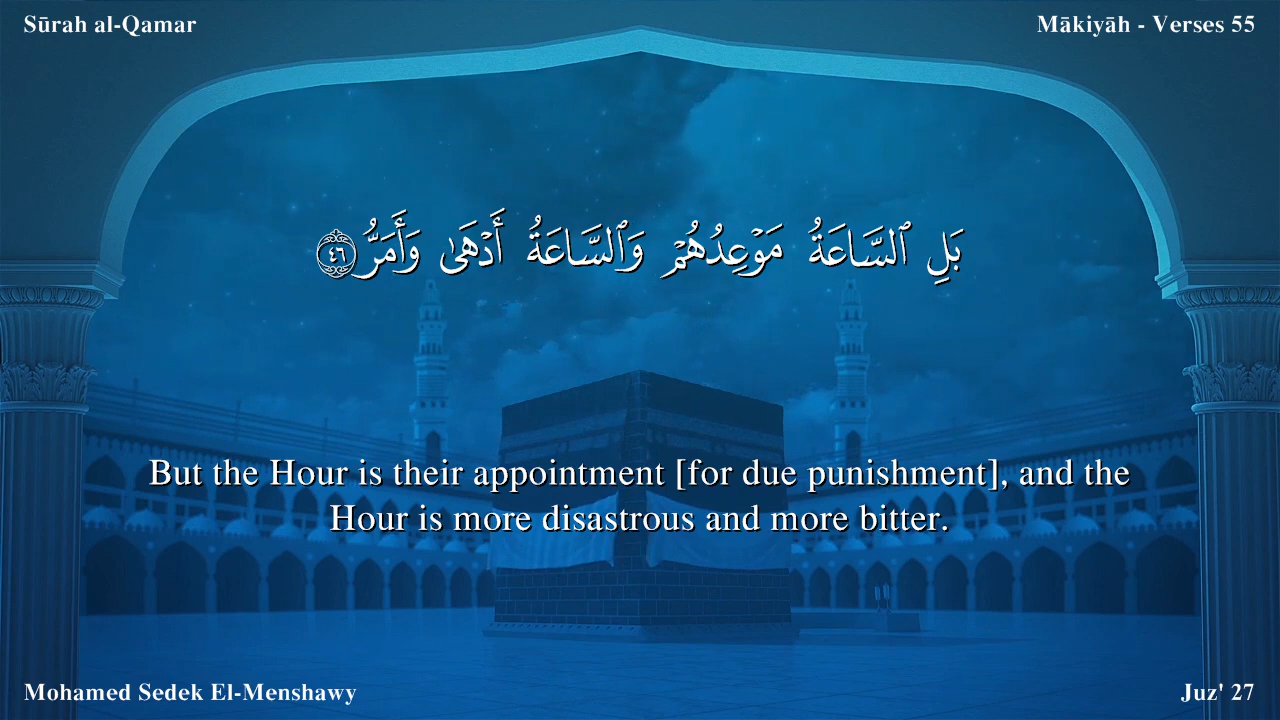 Sūrah al-Qamar
Mākiyāh - Verses 55
بَلِ ٱلسَّاعَةُ مَوْعِدُهُمْ وَٱلسَّاعَةُ أَدْهَىٰ وَأَمَرُّ ٤٦
But the Hour is their appointment [for due punishment], and the
Hour is more disastrous and more bitter.
Mohamed Sedek El-Menshawy
Juz' 27